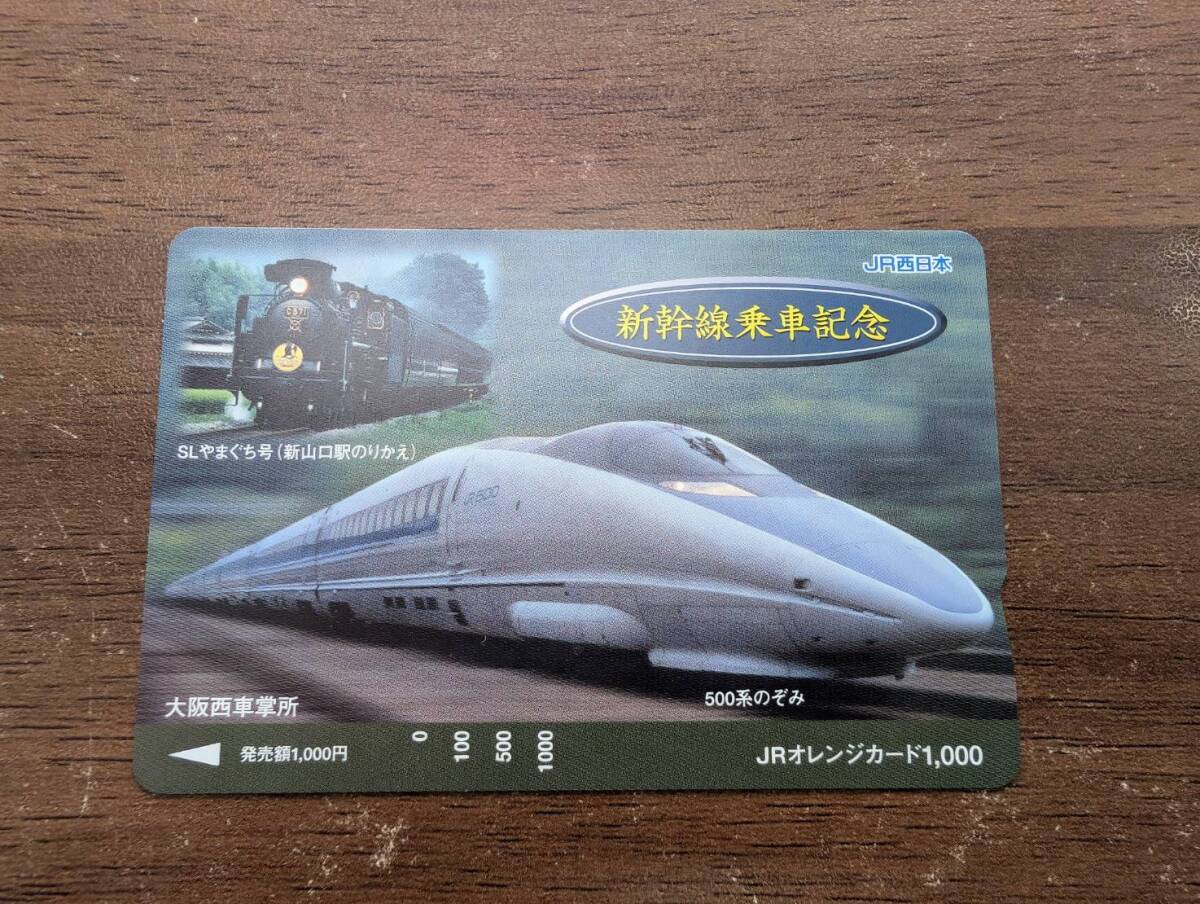 JR西日本
新幹線乗車記念
C571
SLやまぐち号(新山口駅のりかえ)
JR500
500系のぞみ
大阪西車掌所
発売額1,000円
0
100
500
1000
JRオレンジカード1,000